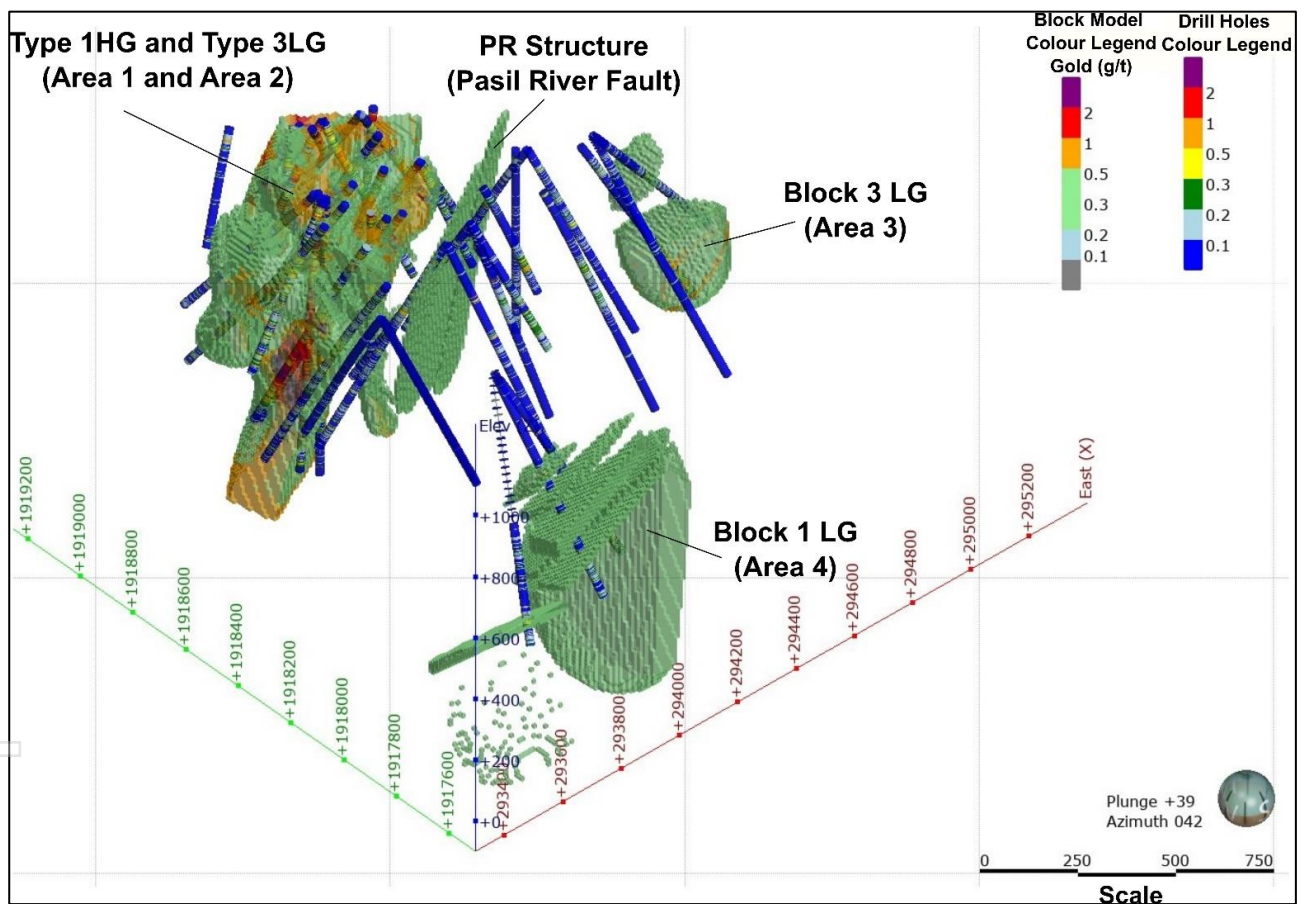 Type 1HG and Type 3LG
(Area 1 and Area 2)
PR Structure
(Pasil River Fault)
Block Model
Colour Legend
Gold (g/t)
2
1
0.5
0.3
0.2
0.1
Drill Holes
Colour Legend
2
1
0.5
0.3
0.2
0.1
Block 3 LG
(Area 3)
Block 1 LG
(Area 4)
+1919200
+1919000
+1918800
+1918600
+1918400
+1918200
+1918000
+1917800
+1917600
Elev
+1000
+800
+600
+400
+200
+0
+293600
+293800
+294000
+294200
+294400
+294600
+294800
+295000
+295200
East (X)
Plunge +39
Azimuth 042
0 250 500 750
Scale